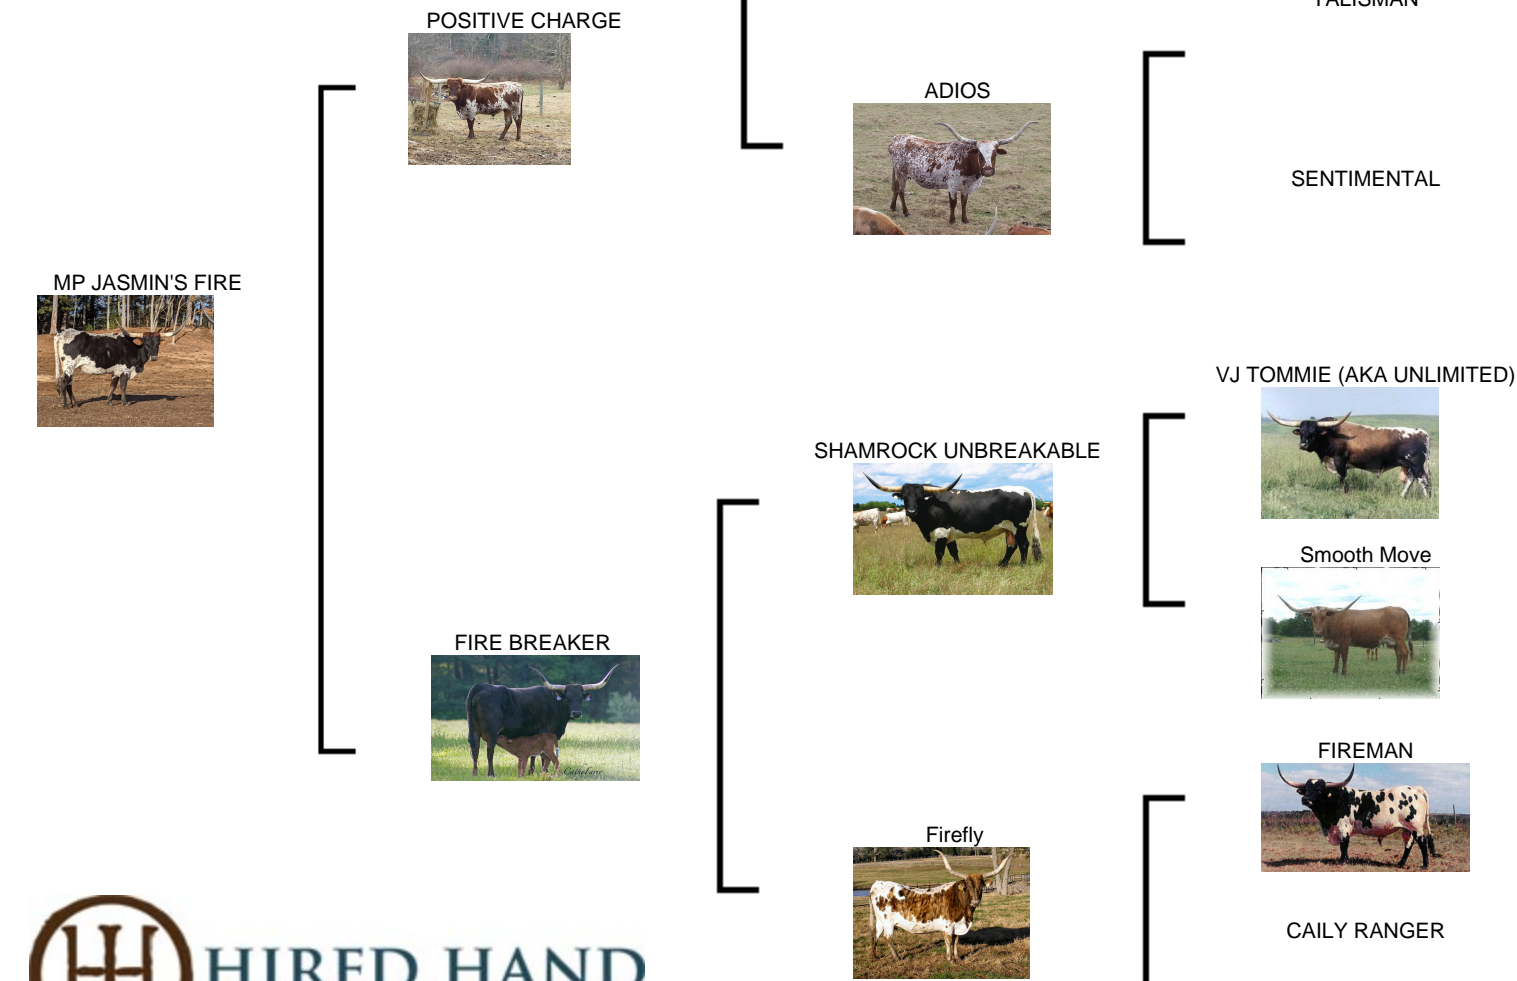 TALISMAN
POSITIVE CHARGE
ADIOS
SENTIMENTAL
MP JASMIN'S FIRE
VJ TOMMIE (AKA UNLIMITED)
SHAMROCK UNBREAKABLE
Smooth Move
FIRE BREAKER
FIREMAN
Firefly
CAILY RANGER
HIRED HAND